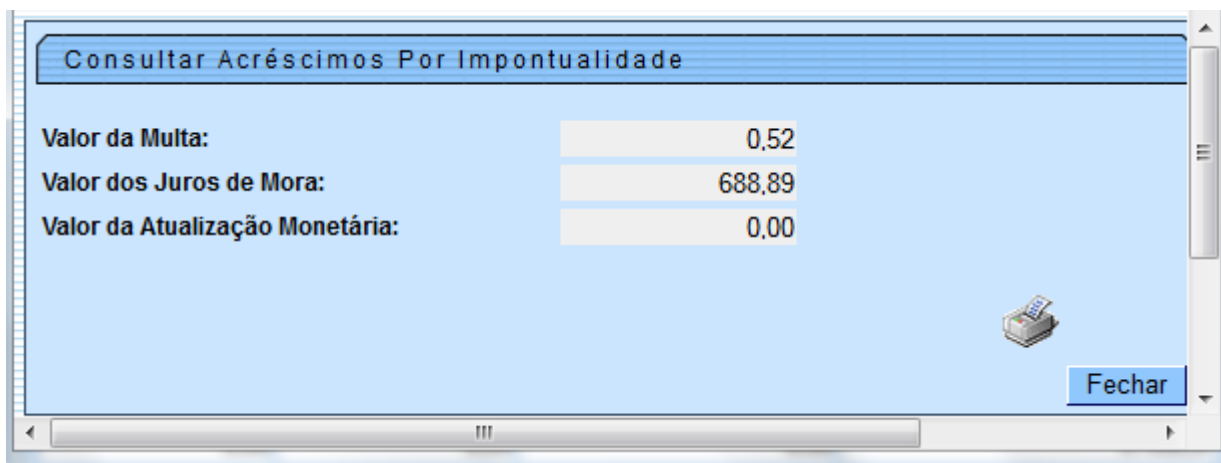 Consultar Acréscimos Por Impontualidade
Valor da Multa: 0,52
Valor dos Juros de Mora: 688,89
Valor da Atualização Monetária: 0,00
Fechar